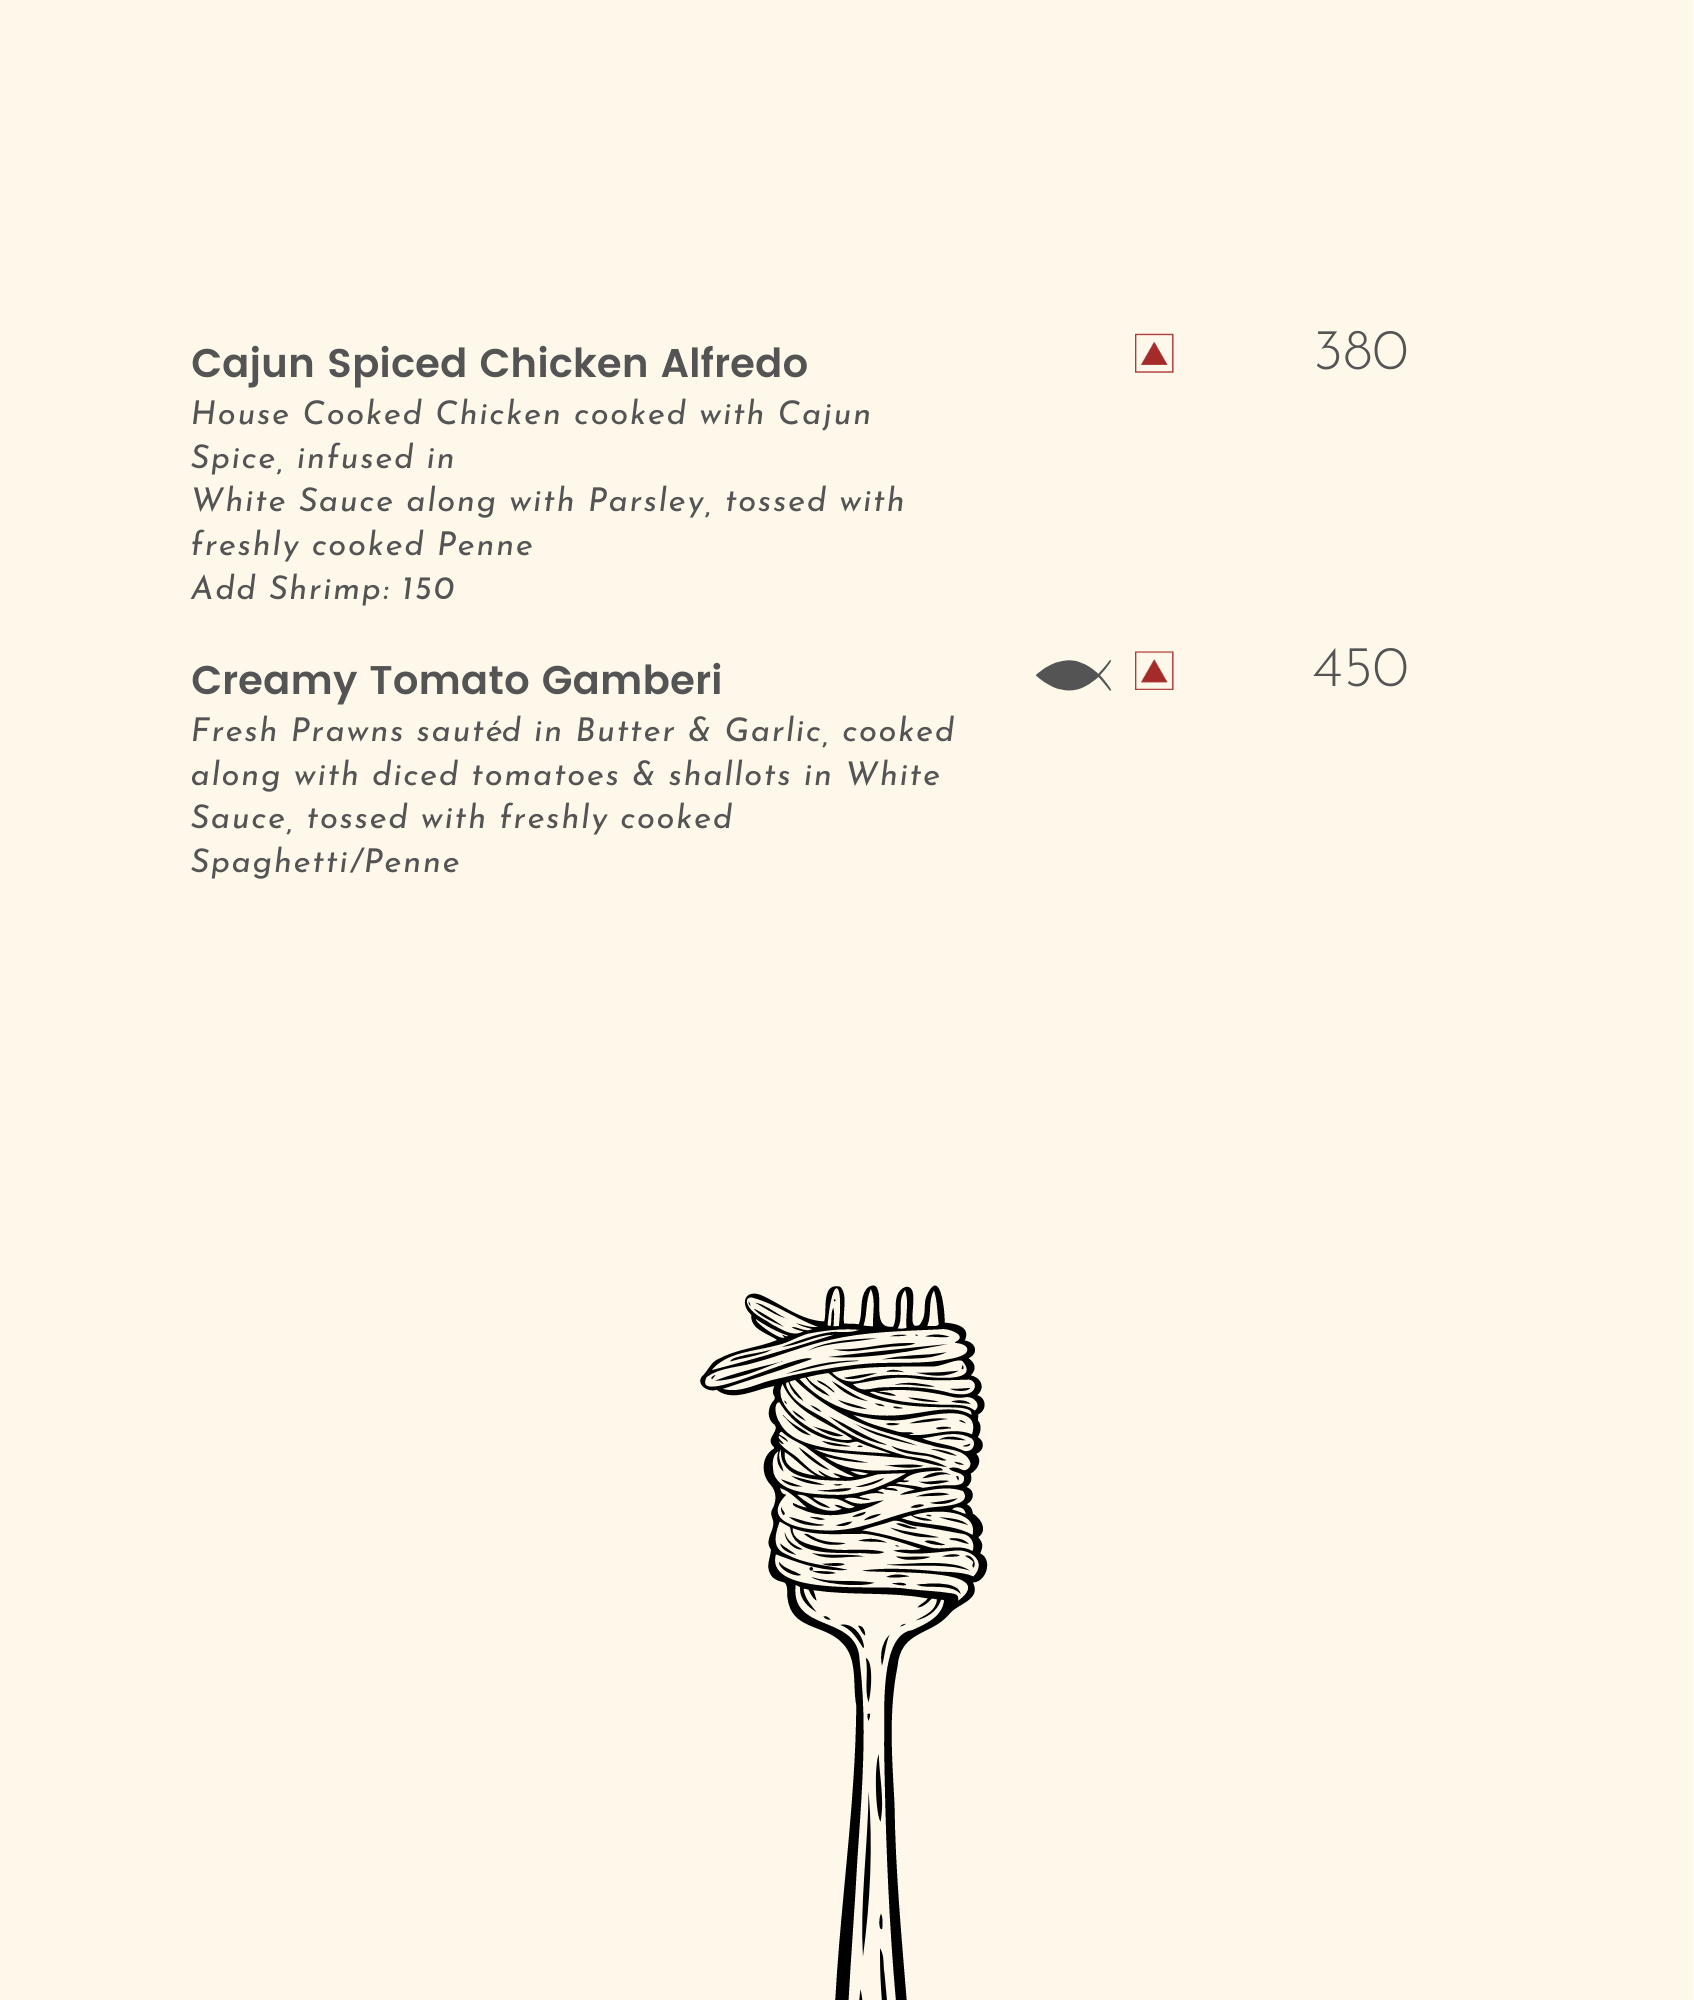 Cajun Spiced Chicken Alfredo 380
House Cooked Chicken cooked with Cajun
Spice, infused in
White Sauce along with Parsley, tossed with
freshly cooked Penne
Add Shrimp: 150
Creamy Tomato Gamberi 450
Fresh Prawns sautéd in Butter & Garlic, cooked
along with diced tomatoes & shallots in White
Sauce, tossed with freshly cooked
Spaghetti/Penne